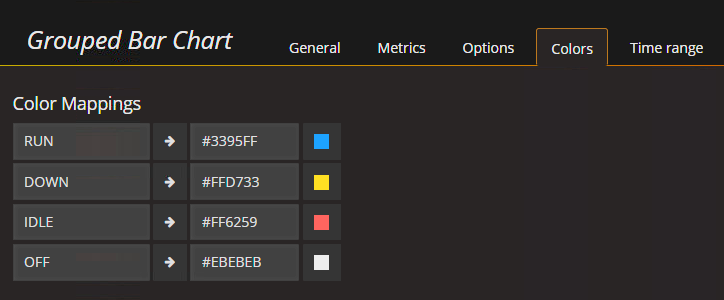 Grouped Bar Chart General Metrics Options Colors Time range
Color Mappings
RUN → #3395FF
DOWN → #FFD733
IDLE → #FF6259
OFF → #EBEBEB